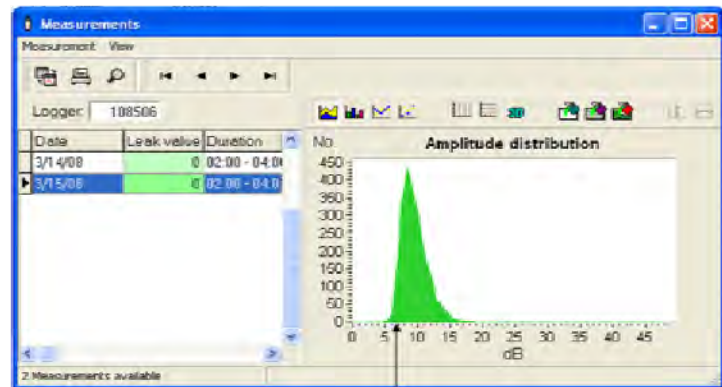 Measurements
Measurement View
Logger: 108506
Date Leak value Duration
3/14/08 0 02:00 - 04:00
3/15/08 0 02:00 - 04:0
No Amplitude distribution
450
400
350
300
250
200
150
100
50
0
0 5 10 15 20 25 30 35 40 45
dB
2 Measurements available